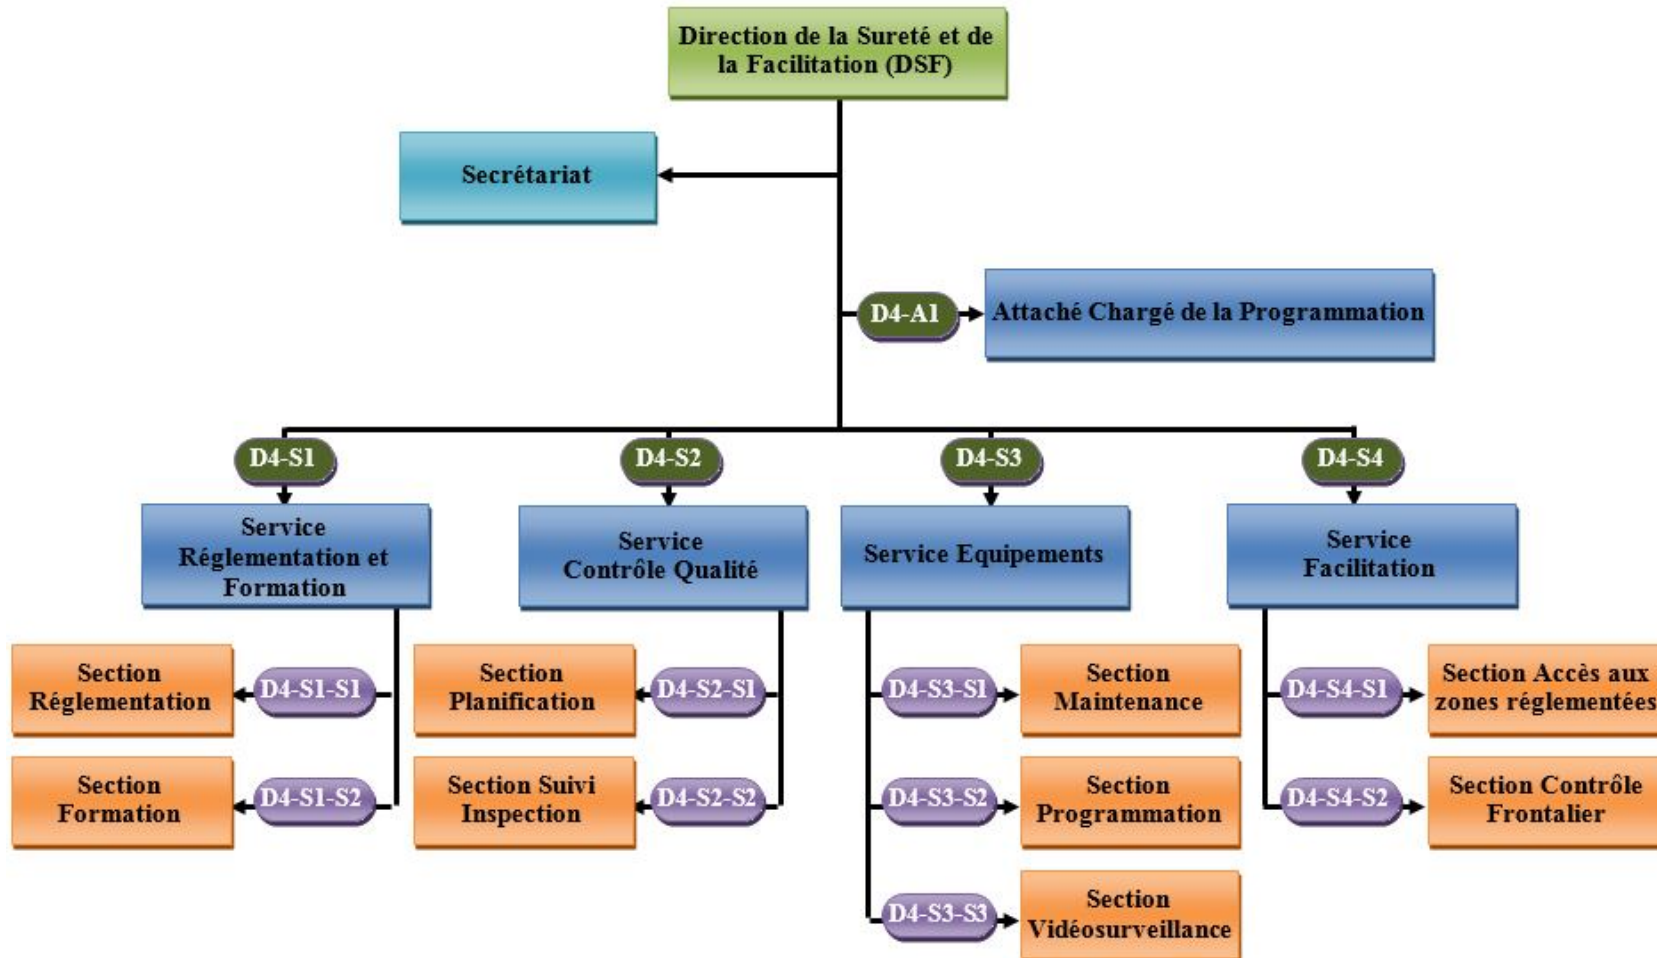 Direction de la Sureté et de
la Facilitation (DSF)
Secrétariat
D4-A1
Attaché Chargé de la Programmation
D4-S1
D4-S2
D4-S3
D4-S4
Service
Réglementation et
Formation
Service
Contrôle Qualité
Service Equipements
Service
Facilitation
Section
Réglementation
D4-S1-S1
Section
Planification
D4-S2-S1
D4-S3-S1
Section
Maintenance
D4-S4-S1
Section Accès aux
zones réglementées
Section
Formation
D4-S1-S2
Section Suivi
Inspection
D4-S2-S2
D4-S3-S2
Section
Programmation
D4-S4-S2
Section Contrôle
Frontalier
D4-S3-S3
Section
Vidéosurveillance